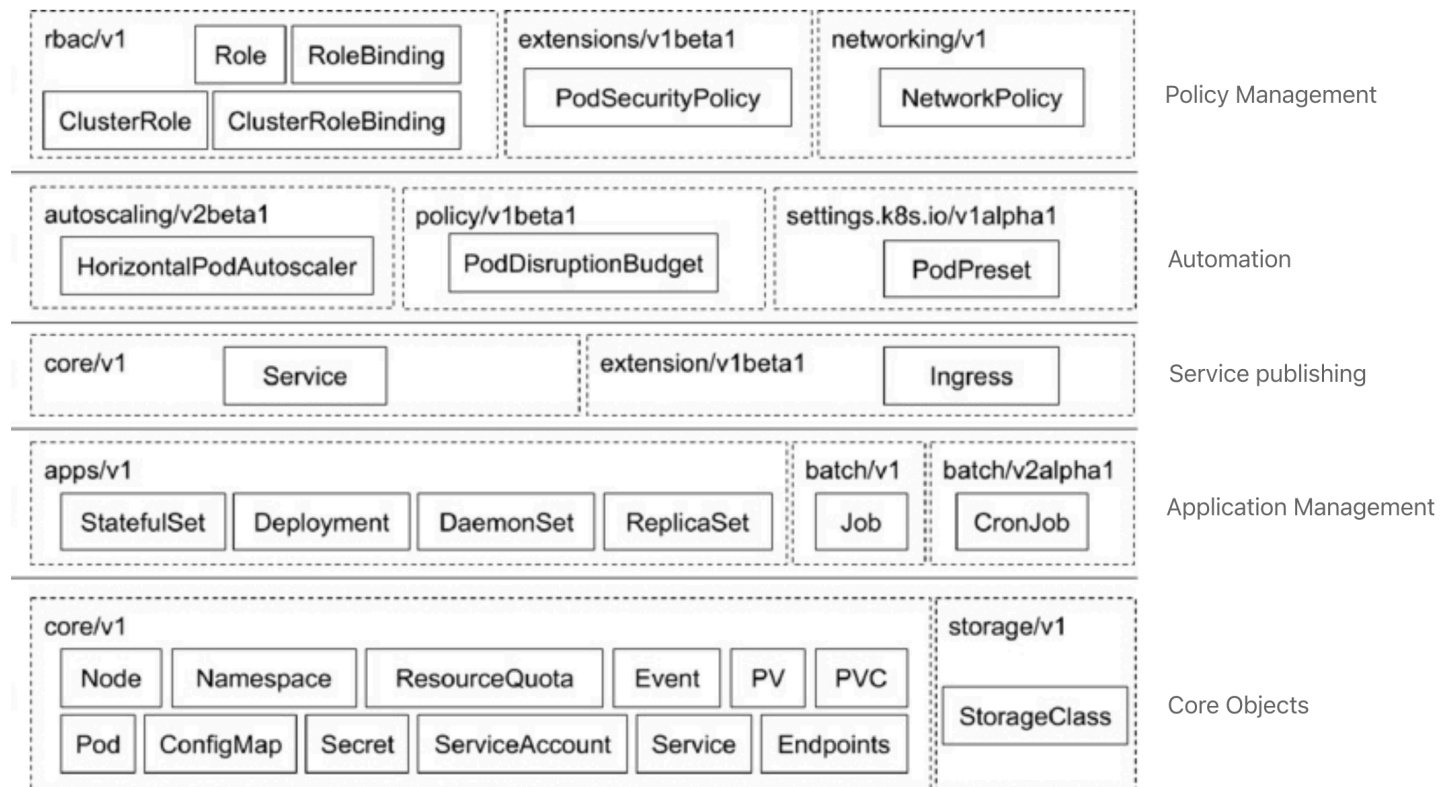 rbac/v1
Role
RoleBinding
ClusterRole
ClusterRoleBinding
extensions/v1beta1
PodSecurityPolicy
networking/v1
NetworkPolicy
Policy Management
autoscaling/v2beta1
HorizontalPodAutoscaler
policy/v1beta1
PodDisruptionBudget
settings.k8s.io/v1alpha1
PodPreset
Automation
core/v1
Service
extension/v1beta1
Ingress
Service publishing
apps/v1
StatefulSet
Deployment
DaemonSet
ReplicaSet
batch/v1
Job
batch/v2alpha1
CronJob
Application Management
core/v1
Node
Namespace
ResourceQuota
Event
PV
PVC
Pod
ConfigMap
Secret
ServiceAccount
Service
Endpoints
storage/v1
StorageClass
Core Objects